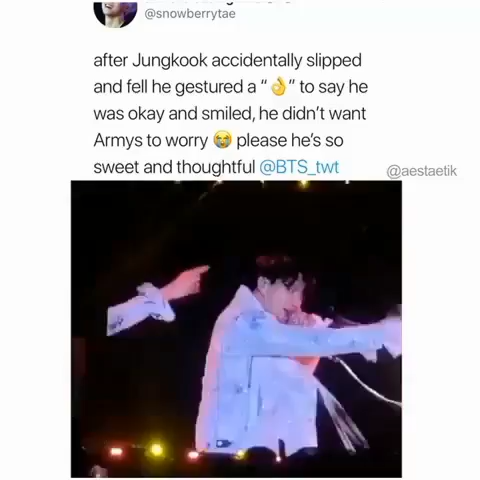 @snowberrytae
after Jungkook accidentally slipped
and fell he gestured a “👌” to say he
was okay and smiled, he didn’t want
Armys to worry 😭 please he’s so
sweet and thoughtful @BTS_twt
@aestaetik